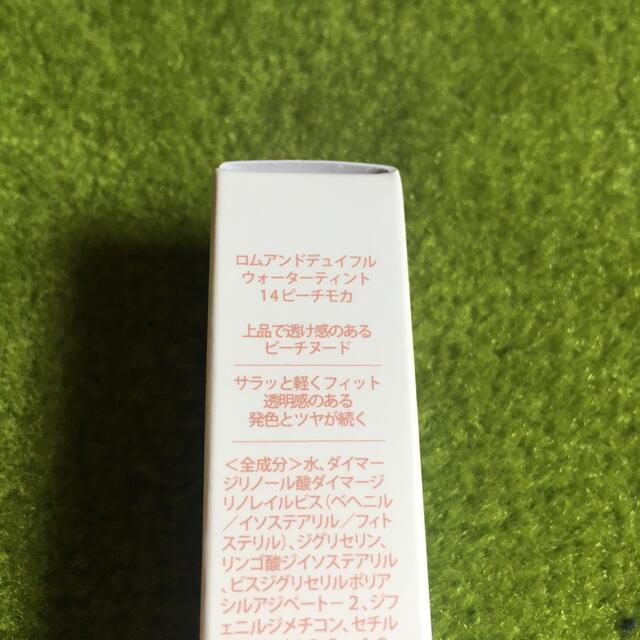 ロムアンドデュイフル
ウォーターティント
14ピーチモカ
上品で透け感のある
ピーチヌード
サラッと軽くフィット
透明感のある
発色とツヤが続く
＜全成分＞水、ダイマー
ジリノール酸ダイマージ
リノレイルビス（ベヘニル
／イソステアリル／フィト
ステリル）、ジグリセリン、
リンゴ酸ジイソステアリル
、ビスジグリセリルポリア
シルアジペート－2、ジフ
ェニルジメチコン、セチル